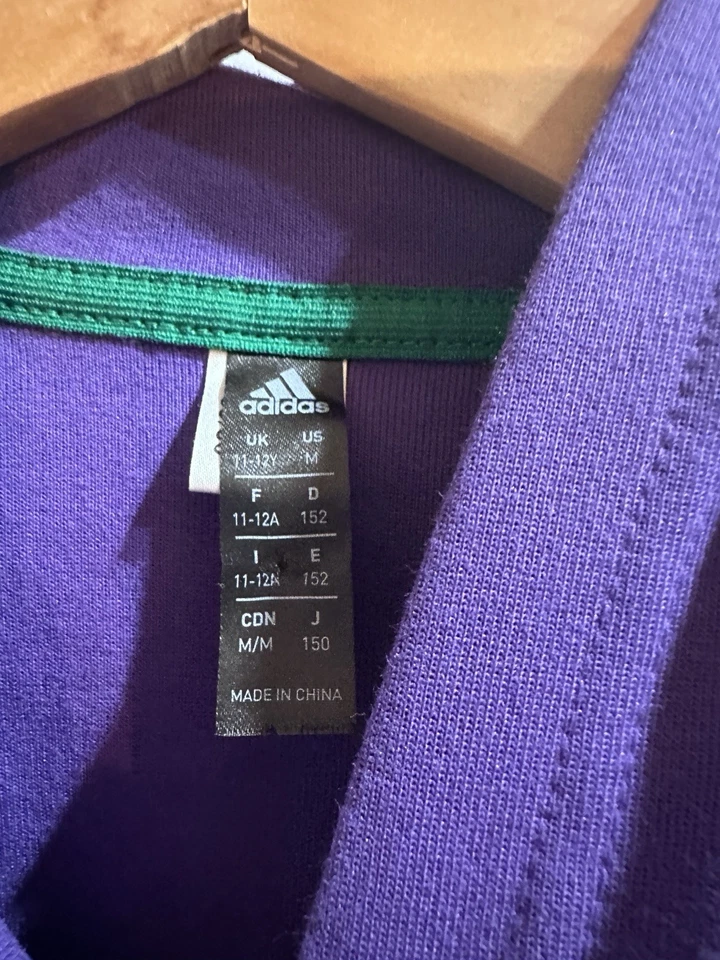 adidas
UK US
11-12Y M
F D
11-12A 152
I E
11-12A 152
CDN J
M/M 150
MADE IN CHINA